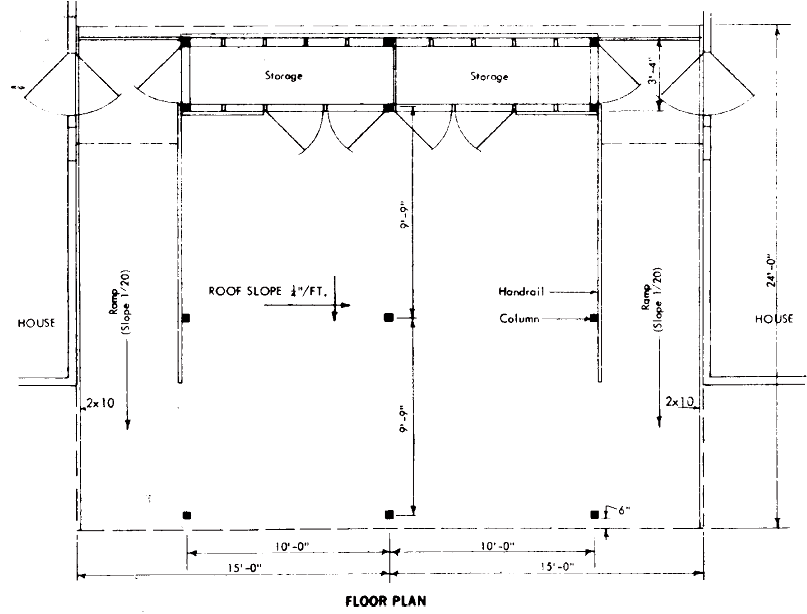 Storage
Storage
3'-4"
9'-9"
24'-0"
ROOF SLOPE ¼"/FT.
Handrail
Column
Ramp
(Slope 1/20)
Ramp
(Slope 1/20)
HOUSE
HOUSE
2x10
2x10
9'-9"
6"
10'-0"
10'-0"
15'-0"
15'-0"
FLOOR PLAN